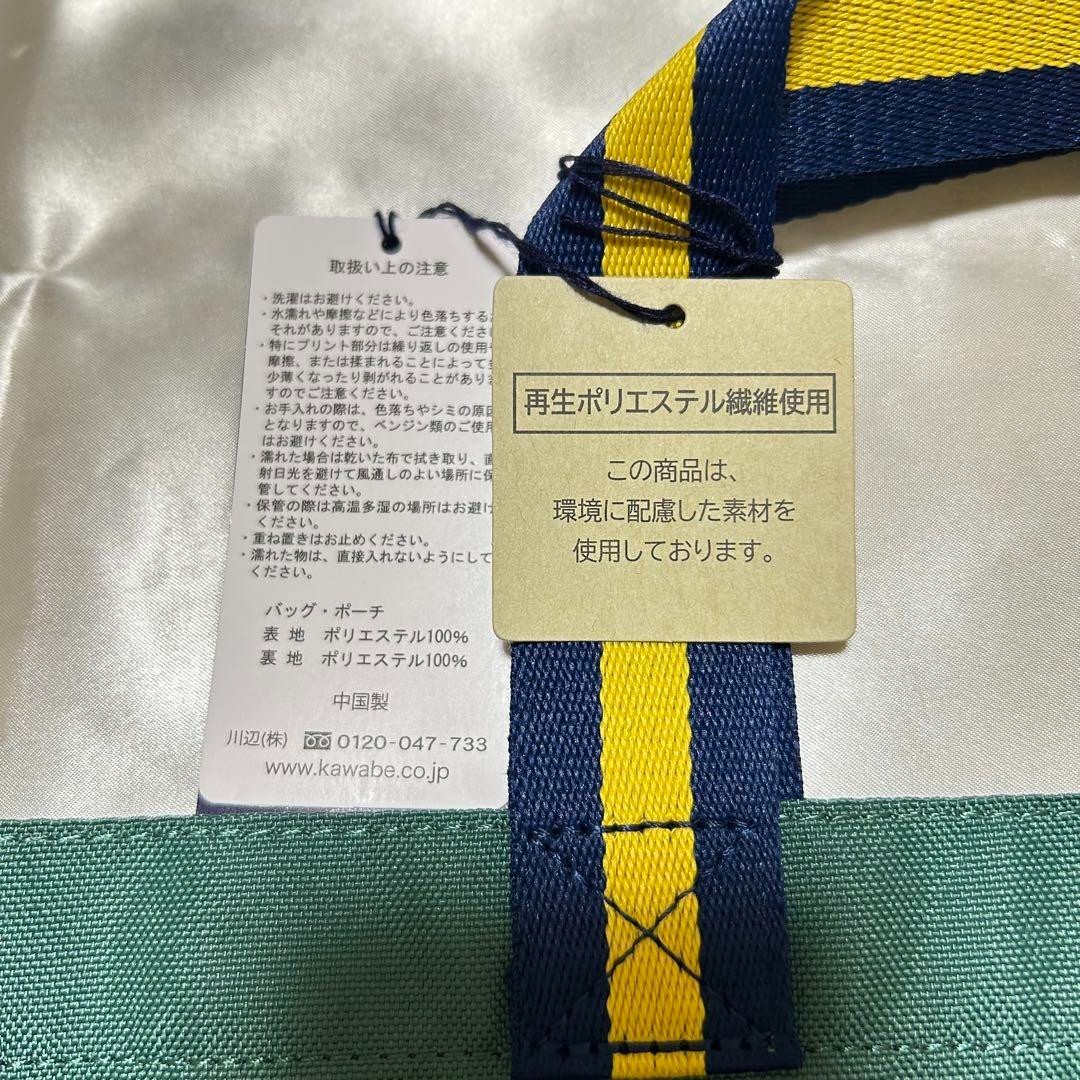 取扱い上の注意
・洗濯はお避けください。
・水濡れや摩擦などにより色落ちする
それがありますので、ご注意くださ
・特にプリント部分は繰り返しの使用
摩擦、または揉まれることによって
少薄くなったり剥がれることがあり
すのでご注意ください。
・お手入れの際は、色落ちやシミの原因
となりますので、ベンジン類のご使用
はお避けください。
・濡れた場合は乾いた布で拭き取り、直
射日光を避けて風通しのよい場所に保
管してください。
・保管の際は高温多湿の場所はお避け
ください。
・重ね置きはお止めください。
・濡れた物は、直接入れないようにして
ください。
バッグ・ポーチ
表 地 ポリエステル100%
裏 地 ポリエステル100%
中国製
川辺(株) 0120-047-733
www.kawabe.co.jp
再生ポリエステル繊維使用
この商品は、
環境に配慮した素材を
使用しております。